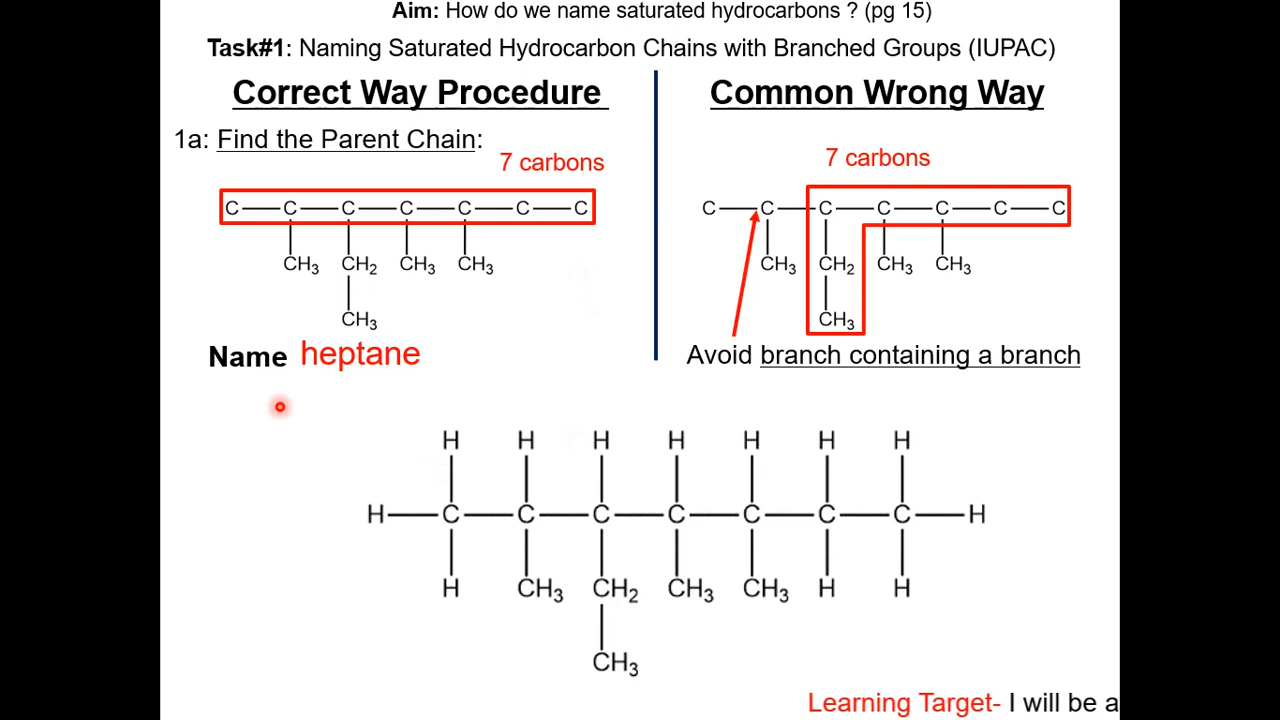 Aim: How do we name saturated hydrocarbons ? (pg 15)
Task#1: Naming Saturated Hydrocarbon Chains with Branched Groups (IUPAC)
Correct Way Procedure
1a: Find the Parent Chain:
7 carbons
C C C C C C C
CH3 CH2 CH3 CH3
CH3
Name heptane
Common Wrong Way
7 carbons
C C C C C C C
CH3 CH2 CH3 CH3
CH3
Avoid branch containing a branch
H H H H H H H
H C C C C C C C H
H CH3 CH2 CH3 CH3 H H
CH3
Learning Target- I will be a